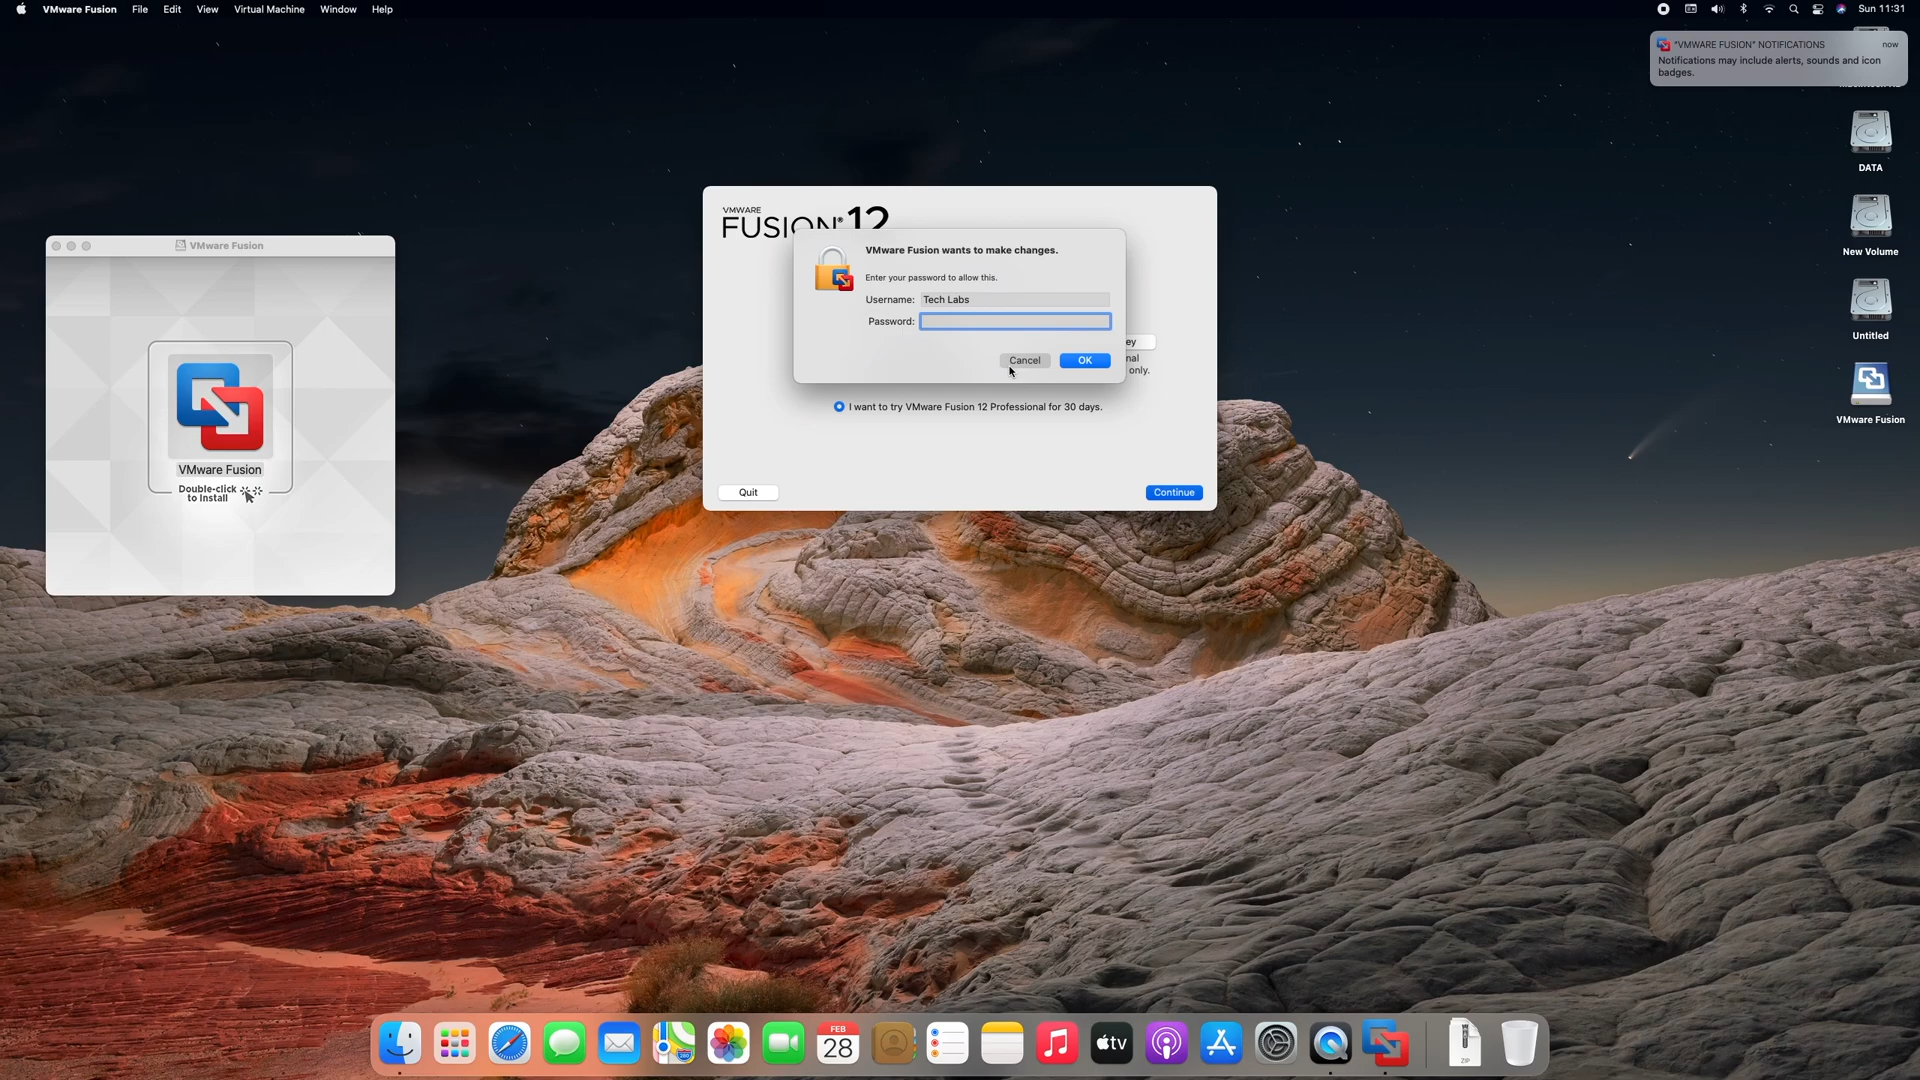 VMware Fusion File Edit View Virtual Machine Window Help
Sun 11:31
"VMWARE FUSION" NOTIFICATIONS now
Notifications may include alerts, sounds and icon
badges.
DATA
New Volume
Untitled
VMware Fusion
VMware Fusion
VMware Fusion
Double-click
to Install
VMWARE
FUSION® 12
VMware Fusion wants to make changes.
Enter your password to allow this.
Username: Tech Labs
Password:
Cancel OK
ey
nal
only.
I want to try VMware Fusion 12 Professional for 30 days.
Quit Continue
FEB
28
280
tv
ZIP